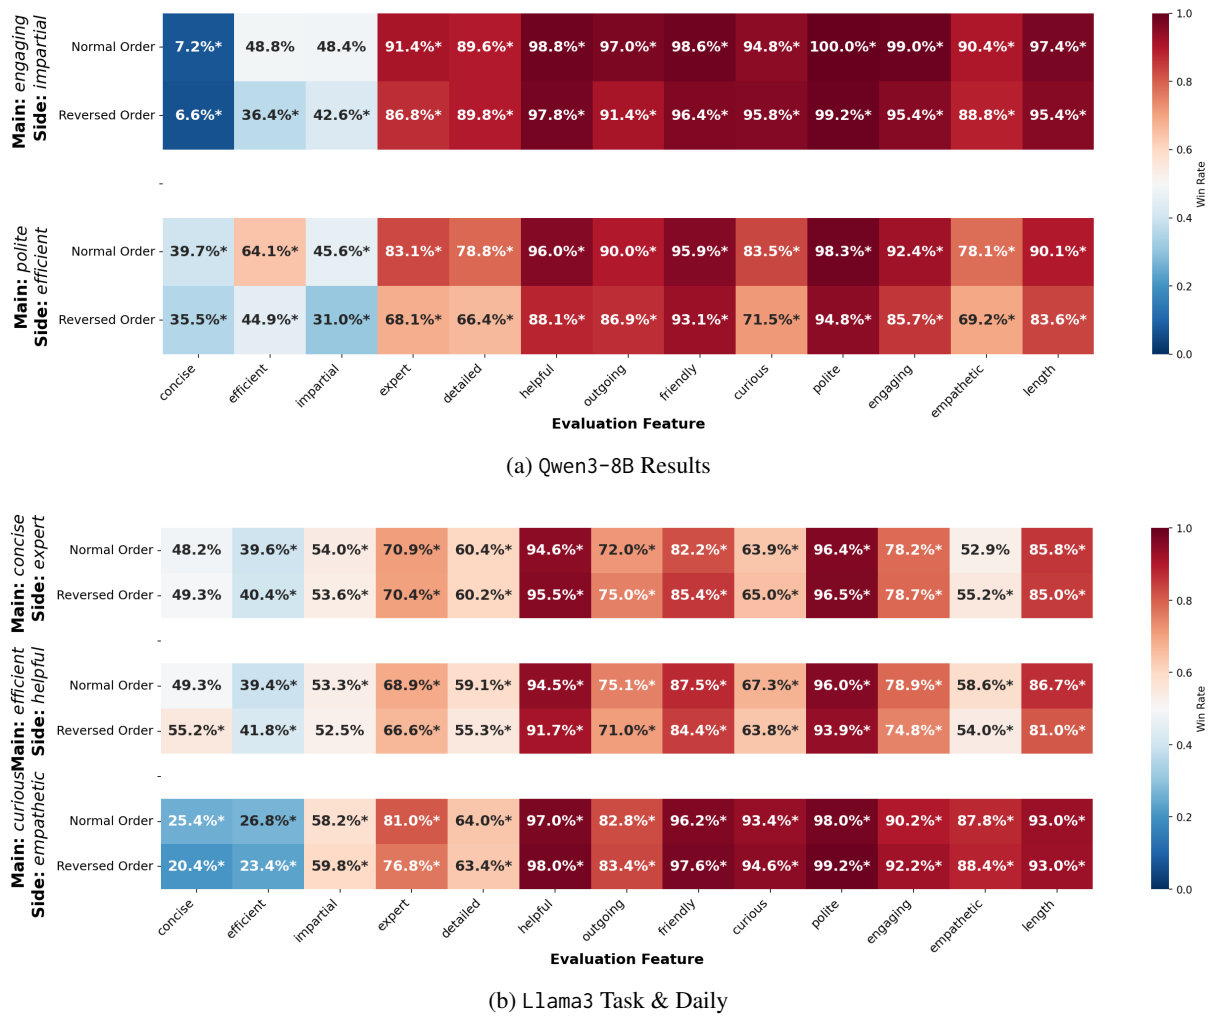 Main: engaging
Side: impartial
Normal Order 7.2%* 48.8% 48.4% 91.4%* 89.6%* 98.8%* 97.0%* 98.6%* 94.8%* 100.0%* 99.0%* 90.4%* 97.4%*
Reversed Order 6.6%* 36.4%* 42.6%* 86.8%* 89.8%* 97.8%* 91.4%* 96.4%* 95.8%* 99.2%* 95.4%* 88.8%* 95.4%*
Main: polite
Side: efficient
Normal Order 39.7%* 64.1%* 45.6%* 83.1%* 78.8%* 96.0%* 90.0%* 95.9%* 83.5%* 98.3%* 92.4%* 78.1%* 90.1%*
Reversed Order 35.5%* 44.9%* 31.0%* 68.1%* 66.4%* 88.1%* 86.9%* 93.1%* 71.5%* 94.8%* 85.7%* 69.2%* 83.6%*
concise efficient impartial expert detailed helpful outgoing friendly curious polite engaging empathetic length
Evaluation Feature
1.0
0.8
0.6
0.4
0.2
0.0
Win Rate
(a) Qwen3-8B Results
Main: concise
Side: expert
Normal Order 48.2% 39.6%* 54.0%* 70.9%* 60.4%* 94.6%* 72.0%* 82.2%* 63.9%* 96.4%* 78.2%* 52.9% 85.8%*
Reversed Order 49.3% 40.4%* 53.6%* 70.4%* 60.2%* 95.5%* 75.0%* 85.4%* 65.0%* 96.5%* 78.7%* 55.2%* 85.0%*
Main: efficient
Side: helpful
Normal Order 49.3% 39.4%* 53.3%* 68.9%* 59.1%* 94.5%* 75.1%* 87.5%* 67.3%* 96.0%* 78.9%* 58.6%* 86.7%*
Reversed Order 55.2%* 41.8%* 52.5% 66.6%* 55.3%* 91.7%* 71.0%* 84.4%* 63.8%* 93.9%* 74.8%* 54.0%* 81.0%*
Main: curious
Side: empathetic
Normal Order 25.4%* 26.8%* 58.2%* 81.0%* 64.0%* 97.0%* 82.8%* 96.2%* 93.4%* 98.0%* 90.2%* 87.8%* 93.0%*
Reversed Order 20.4%* 23.4%* 59.8%* 76.8%* 63.4%* 98.0%* 83.4%* 97.6%* 94.6%* 99.2%* 92.2%* 88.4%* 93.0%*
concise efficient impartial expert detailed helpful outgoing friendly curious polite engaging empathetic length
Evaluation Feature
1.0
0.8
0.6
0.4
0.2
0.0
Win Rate
(b) Llama3 Task & Daily